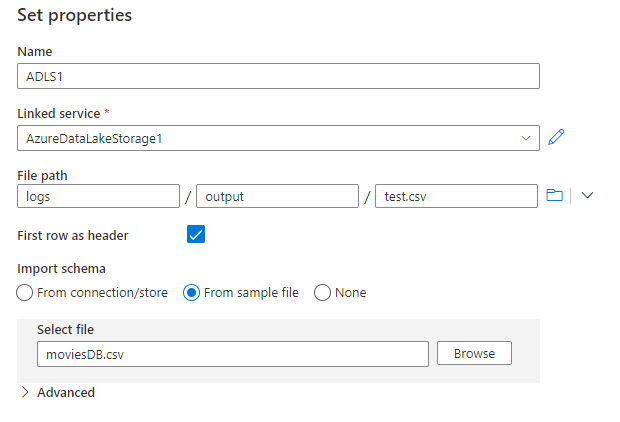 Set properties
Name
ADLS1
Linked service *
AzureDataLakeStorage1
File path
logs / output / test.csv
First row as header
Import schema
From connection/store From sample file None
Select file
moviesDB.csv Browse
Advanced